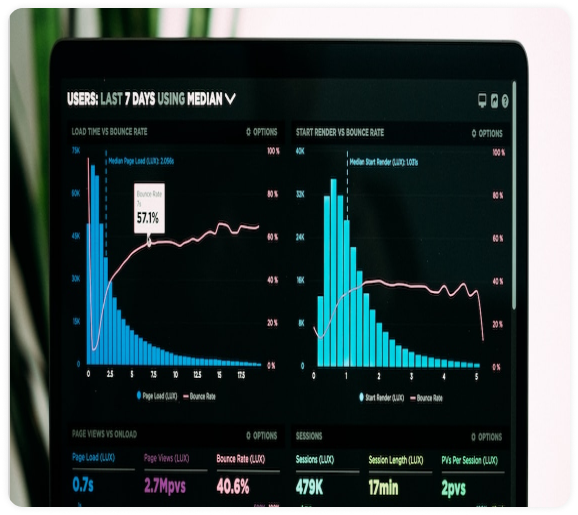 USERS: LAST 7 DAYS USING MEDIAN
LOAD TIME VS BOUNCE RATE
OPTIONS
START RENDER VS BOUNCE RATE
OPTIONS
75K
60K
45K
30K
15K
0
100 %
80 %
60 %
40 %
20 %
0 %
Median Page Load (LUX): 2.056s
Bounce Rate
57.1%
0 2.5 5 7.5 10 12.5 15 17.5
Page Load (LUX) Bounce Rate
40K
32K
24K
16K
8K
0
100 %
80 %
60 %
40 %
20 %
0 %
Median Start Render (LUX): 1.031s
0 1 2 3 4 5
Start Render (LUX) Bounce Rate
PAGE VIEWS VS ONLOAD
OPTIONS
SESSIONS
OPTIONS
Page Load (LUX) Page Views (LUX) Bounce Rate (LUX)
0.7s 2.7Mpvs 40.6%
Sessions (LUX) Session Length (LUX) PVs Per Session (LUX)
479K 17min 2pvs